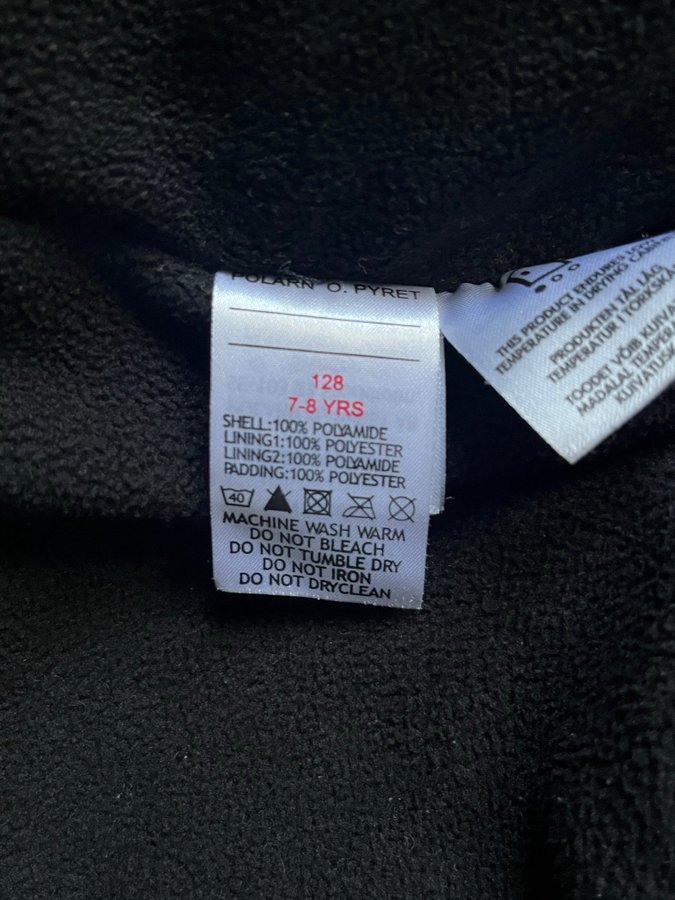 POLARN O. PYRET
128
7-8 YRS
SHELL:100% POLYAMIDE
LINING1:100% POLYESTER
LINING2:100% POLYAMIDE
PADDING:100% POLYESTER
40
MACHINE WASH WARM
DO NOT BLEACH
DO NOT TUMBLE DRY
DO NOT IRON
DO NOT DRYCLEAN
THIS PRODUCT ENDURES
TEMPERATURE IN DRYING
PRODUKTEN TÅL LÅG
TEMPERATUR I TORKSKÅ
TOODET VÕIB KUIVA
MADALAL TEMPERA
KUIVATUSK